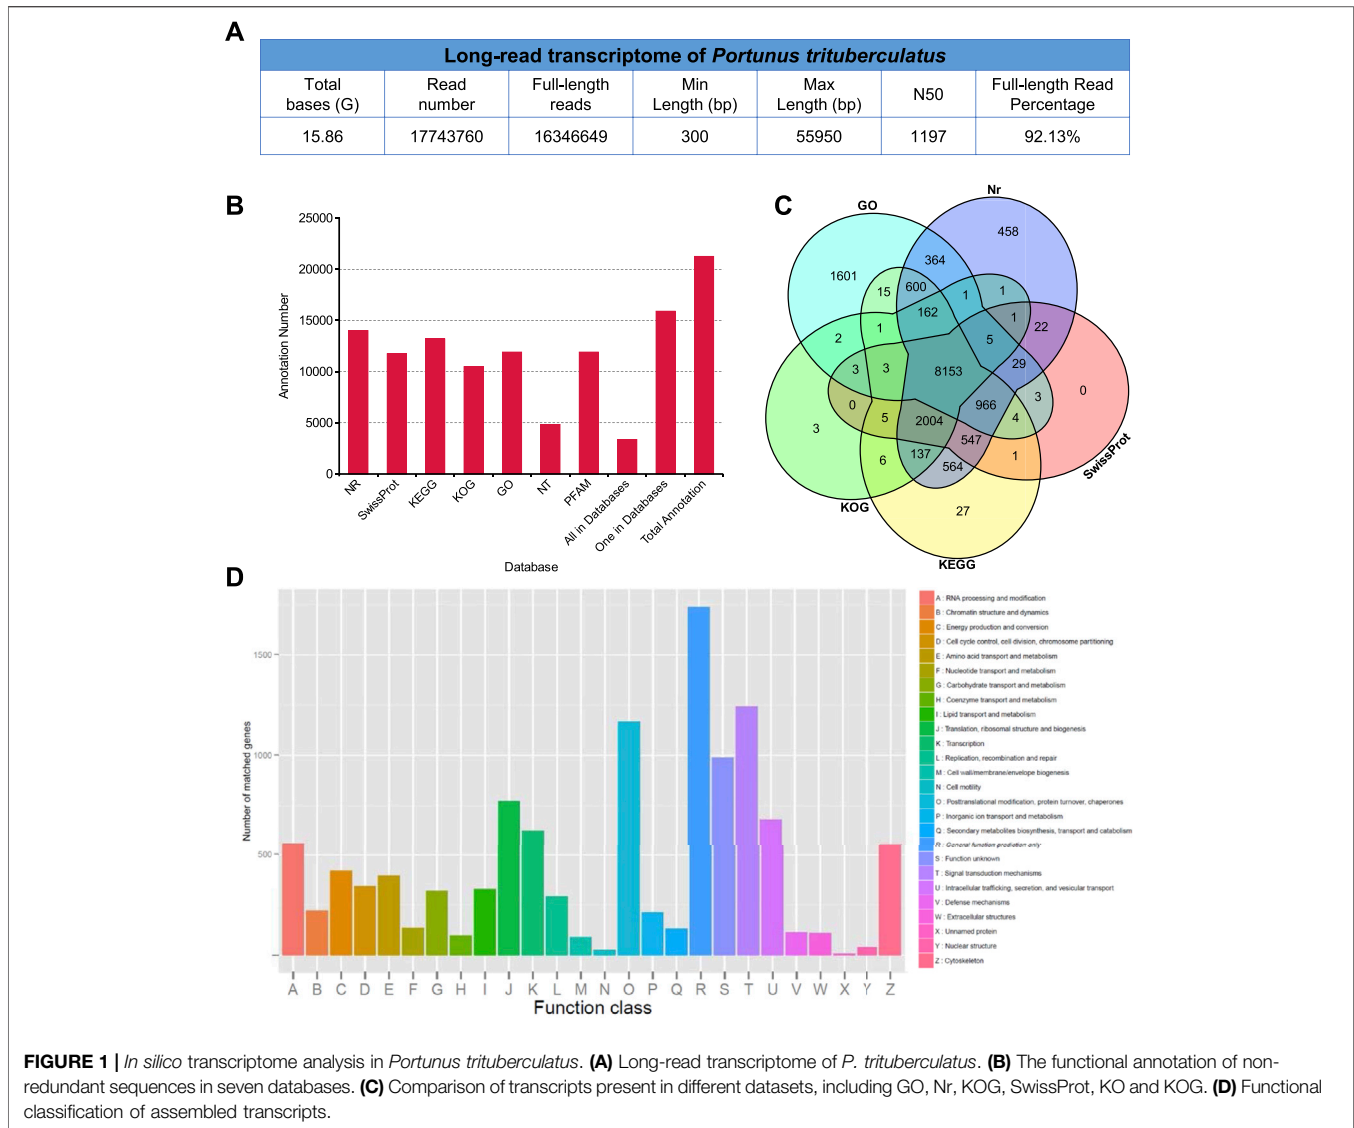 A
Long-read transcriptome of Portunus trituberculatus
Total bases (G)
Read number
Full-length reads
Min Length (bp)
Max Length (bp)
N50
Full-length Read Percentage
15.86
17743760
16346649
300
55950
1197
92.13%
B
Annotation Number
25000
20000
15000
10000
5000
0
NR
SwissProt
KEGG
KOG
GO
NT
PFAM
All in Databases
One in Databases
Total Annotation
Database
C
GO
Nr
SwissProt
KEGG
KOG
458
364
1601
15
600
1
1
162
1
22
2
1
5
29
3
3
8153
0
966
3
0
5
2004
4
3
547
6
137
564
1
27
D
Number of matched genes
1500
1000
500
A B C D E F G H I J K L M N O P Q R S T U V W X Y Z
Function class
A : RNA processing and modification
B : Chromatin structure and dynamics
C : Energy production and conversion
D : Cell cycle control, cell division, chromosome partitioning
E : Amino acid transport and metabolism
F : Nucleotide transport and metabolism
G : Carbohydrate transport and metabolism
H : Coenzyme transport and metabolism
I : Lipid transport and metabolism
J : Translation, ribosomal structure and biogenesis
K : Transcription
L : Replication, recombination and repair
M : Cell wall/membrane/envelope biogenesis
N : Cell motility
O : Posttranslational modification, protein turnover, chaperones
P : Inorganic ion transport and metabolism
Q : Secondary metabolites biosynthesis, transport and catabolism
R : General function prediction only
S : Function unknown
T : Signal transduction mechanisms
U : Intracellular trafficking, secretion, and vesicular transport
V : Defense mechanisms
W : Extracellular structures
X : Unnamed protein
Y : Nuclear structure
Z : Cytoskeleton
FIGURE 1 | In silico transcriptome analysis in Portunus trituberculatus. (A) Long-read transcriptome of P. trituberculatus. (B) The functional annotation of non-
redundant sequences in seven databases. (C) Comparison of transcripts present in different datasets, including GO, Nr, KOG, SwissProt, KO and KOG. (D) Functional
classification of assembled transcripts.